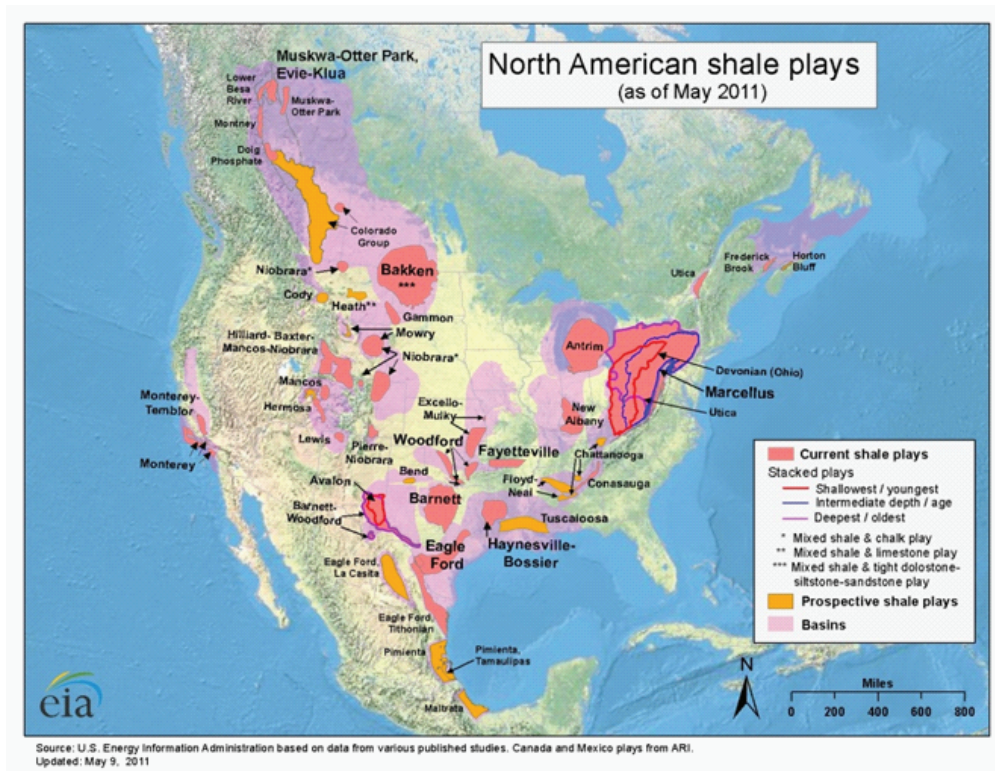 North American shale plays
(as of May 2011)
Muskwa-Otter Park,
Evie-Klua
Lower
Besa
River
Muskwa-
Otter Park
Montney
Doig
Phosphate
Colorado
Group
Niobrara*
Bakken
***
Cody
Heath**
Gammon
Mowry
Hilliard- Baxter-
Mancos-Niobrara
Niobrara*
Mancos
Hermosa
Lewis
Pierre-
Niobrara
Monterey-
Temblor
Monterey
Excello-
Mulky
Woodford
Fayetteville
Bend
Avalon
Barnett
Barnett-
Woodford
Eagle
Ford
Eagle Ford,
La Casita
Eagle Ford,
Tithonian
Pimienta
Pimienta,
Tamaulipas
Maltrata
Haynesville-
Bossier
Tuscaloosa
Floyd-
Neal
Conasauga
Chattanooga
New
Albany
Antrim
Devonian (Ohio)
Marcellus
Utica
Utica
Frederick
Brook
Horton
Bluff
Current shale plays
Stacked plays
Shallowest / youngest
Intermediate depth / age
Deepest / oldest
* Mixed shale & chalk play
** Mixed shale & limestone play
*** Mixed shale & tight dolostone-
siltstone-sandstone play
Prospective shale plays
Basins
N
Miles
0 200 400 600 800
eia
Source: U.S. Energy Information Administration based on data from various published studies. Canada and Mexico plays from ARI.
Updated: May 9, 2011